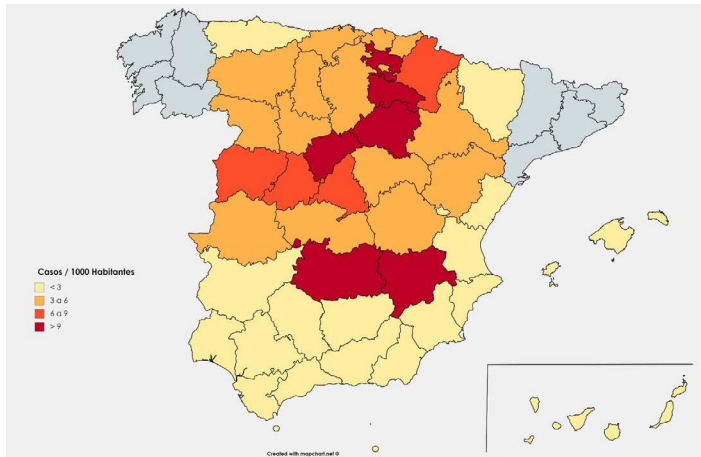 Casos / 1000 Habitantes
< 3
3 a 6
6 a 9
> 9
Created with mapchart.net ©